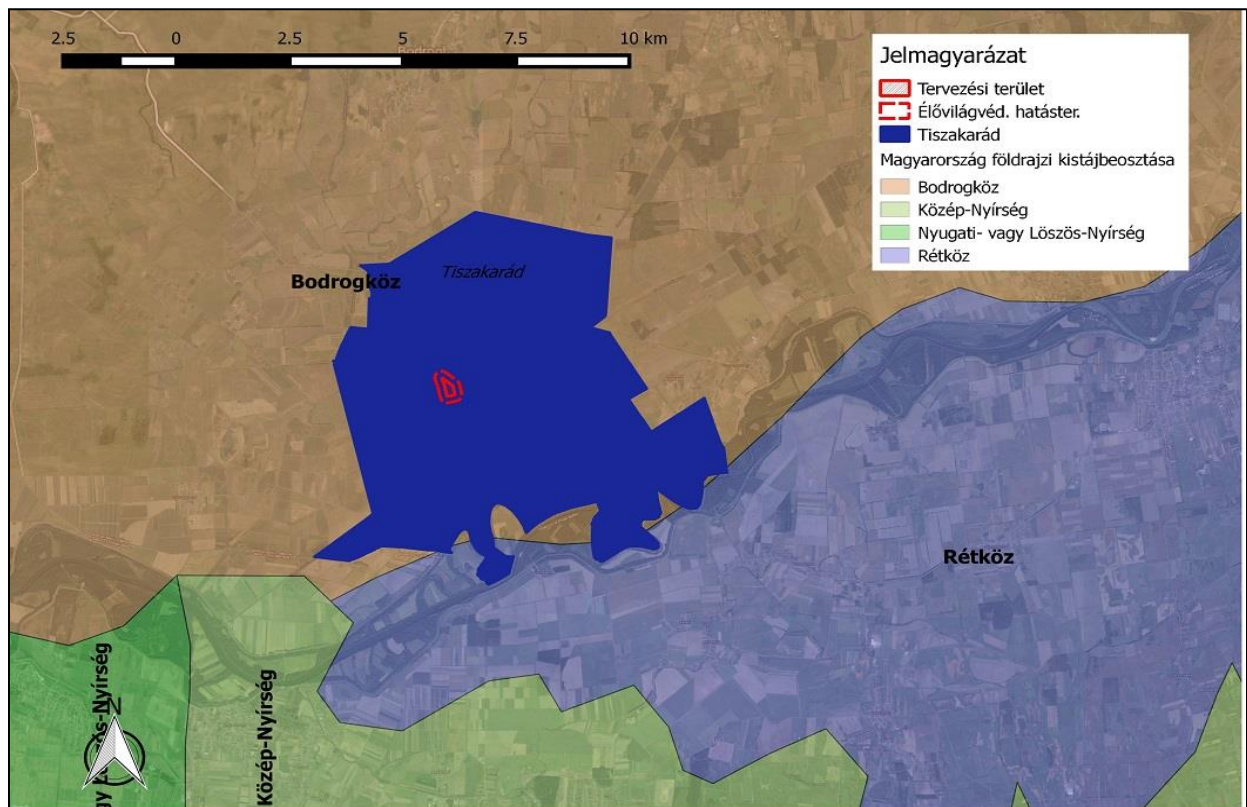 2.5 0 2.5 5 7.5 10 km
Jelmagyarázat
Tervezési terület
Élővilágvéd. hatáster.
Tiszakarád
Magyarország földrajzi kistájbeosztása
Bodrogköz
Közép-Nyírség
Nyugati- vagy Löszös-Nyírség
Rétköz
Tiszakarád
Bodrogköz
Rétköz
Közép-Nyírség
N